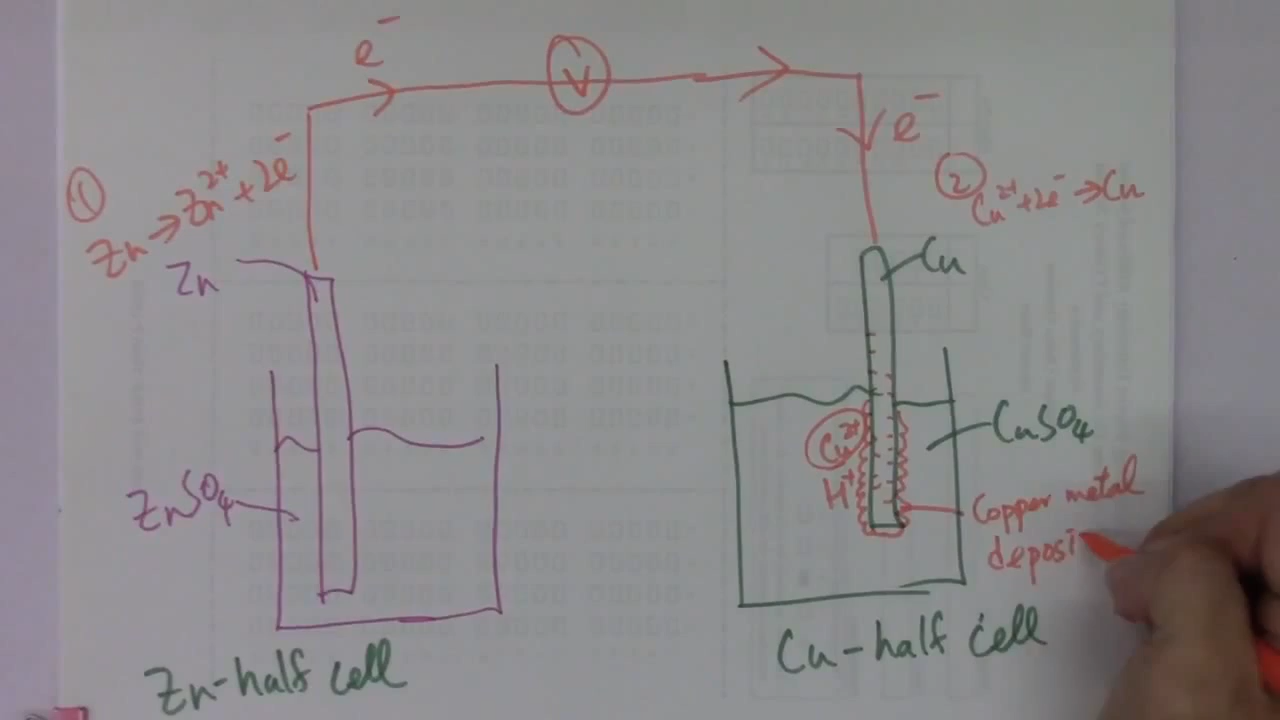 e⁻
V
e⁻
①
Zn → Zn²⁺ + 2e⁻
②
Cu²⁺ + 2e⁻ → Cu
Zn
Cu
Cu²⁺
CuSO₄
H⁺
ZnSO₄
Copper metal
deposi
Zn-half cell
Cu-half cell